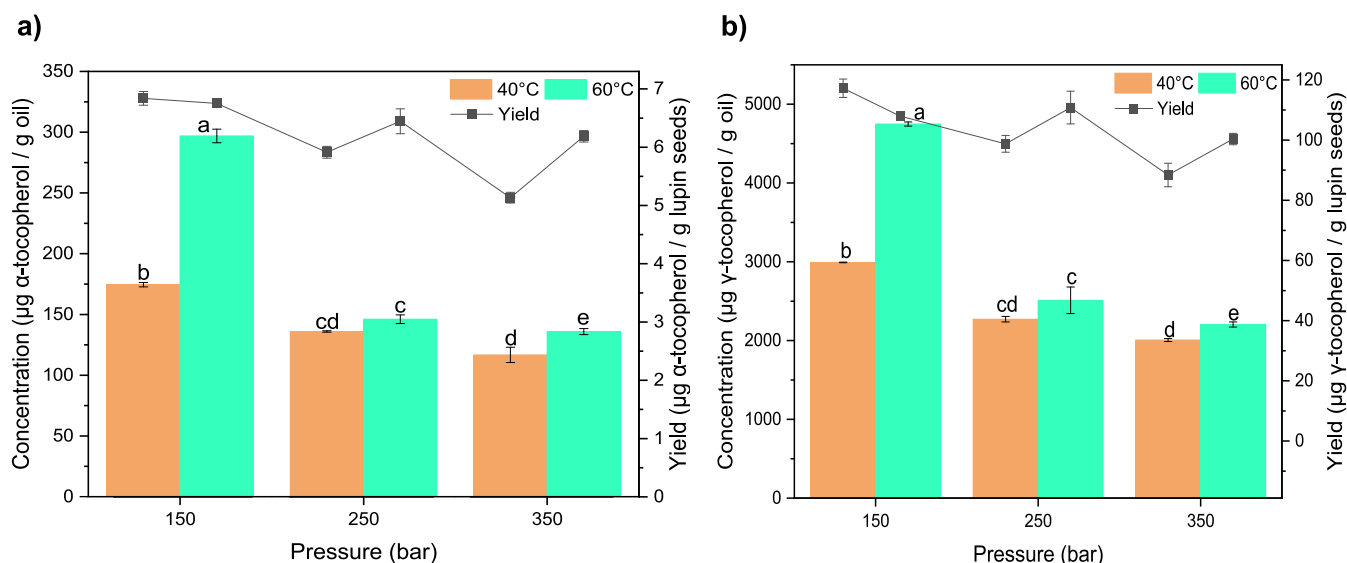 a)
40°C 60°C
Yield
350
300
250
200
150
100
50
0
Concentration (µg α-tocopherol / g oil)
7
6
5
4
3
2
1
0
Yield (µg α-tocopherol / g lupin seeds)
b
a
cd
c
d
e
150 250 350
Pressure (bar)
b)
40°C 60°C
Yield
5000
4000
3000
2000
1000
0
Concentration (µg γ-tocopherol / g oil)
120
100
80
60
40
20
0
Yield (µg γ-tocopherol / g lupin seeds)
b
a
cd
c
d
e
150 250 350
Pressure (bar)